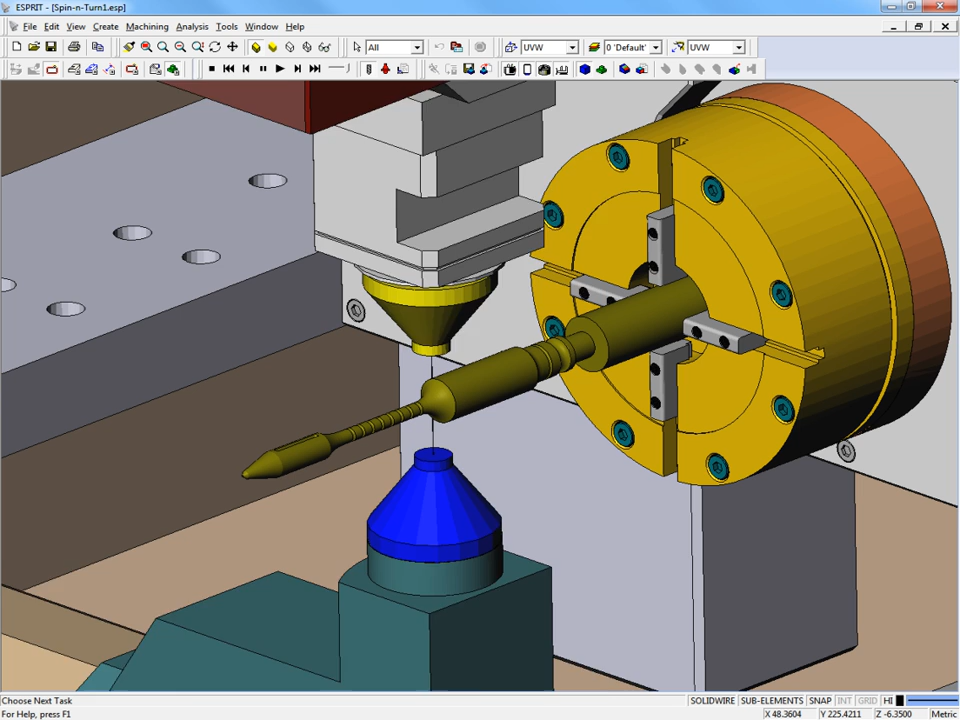 ESPRIT - [Spin-n-Turn1.esp]
File Edit View Create Machining Analysis Tools Window Help
All UVW 0 'Default' UVW
Choose Next Task SOLIDWIRE SUB-ELEMENTS SNAP INT GRID HI
For Help, press F1 X 48.3604 Y 225.4211 Z -6.3500 Metric